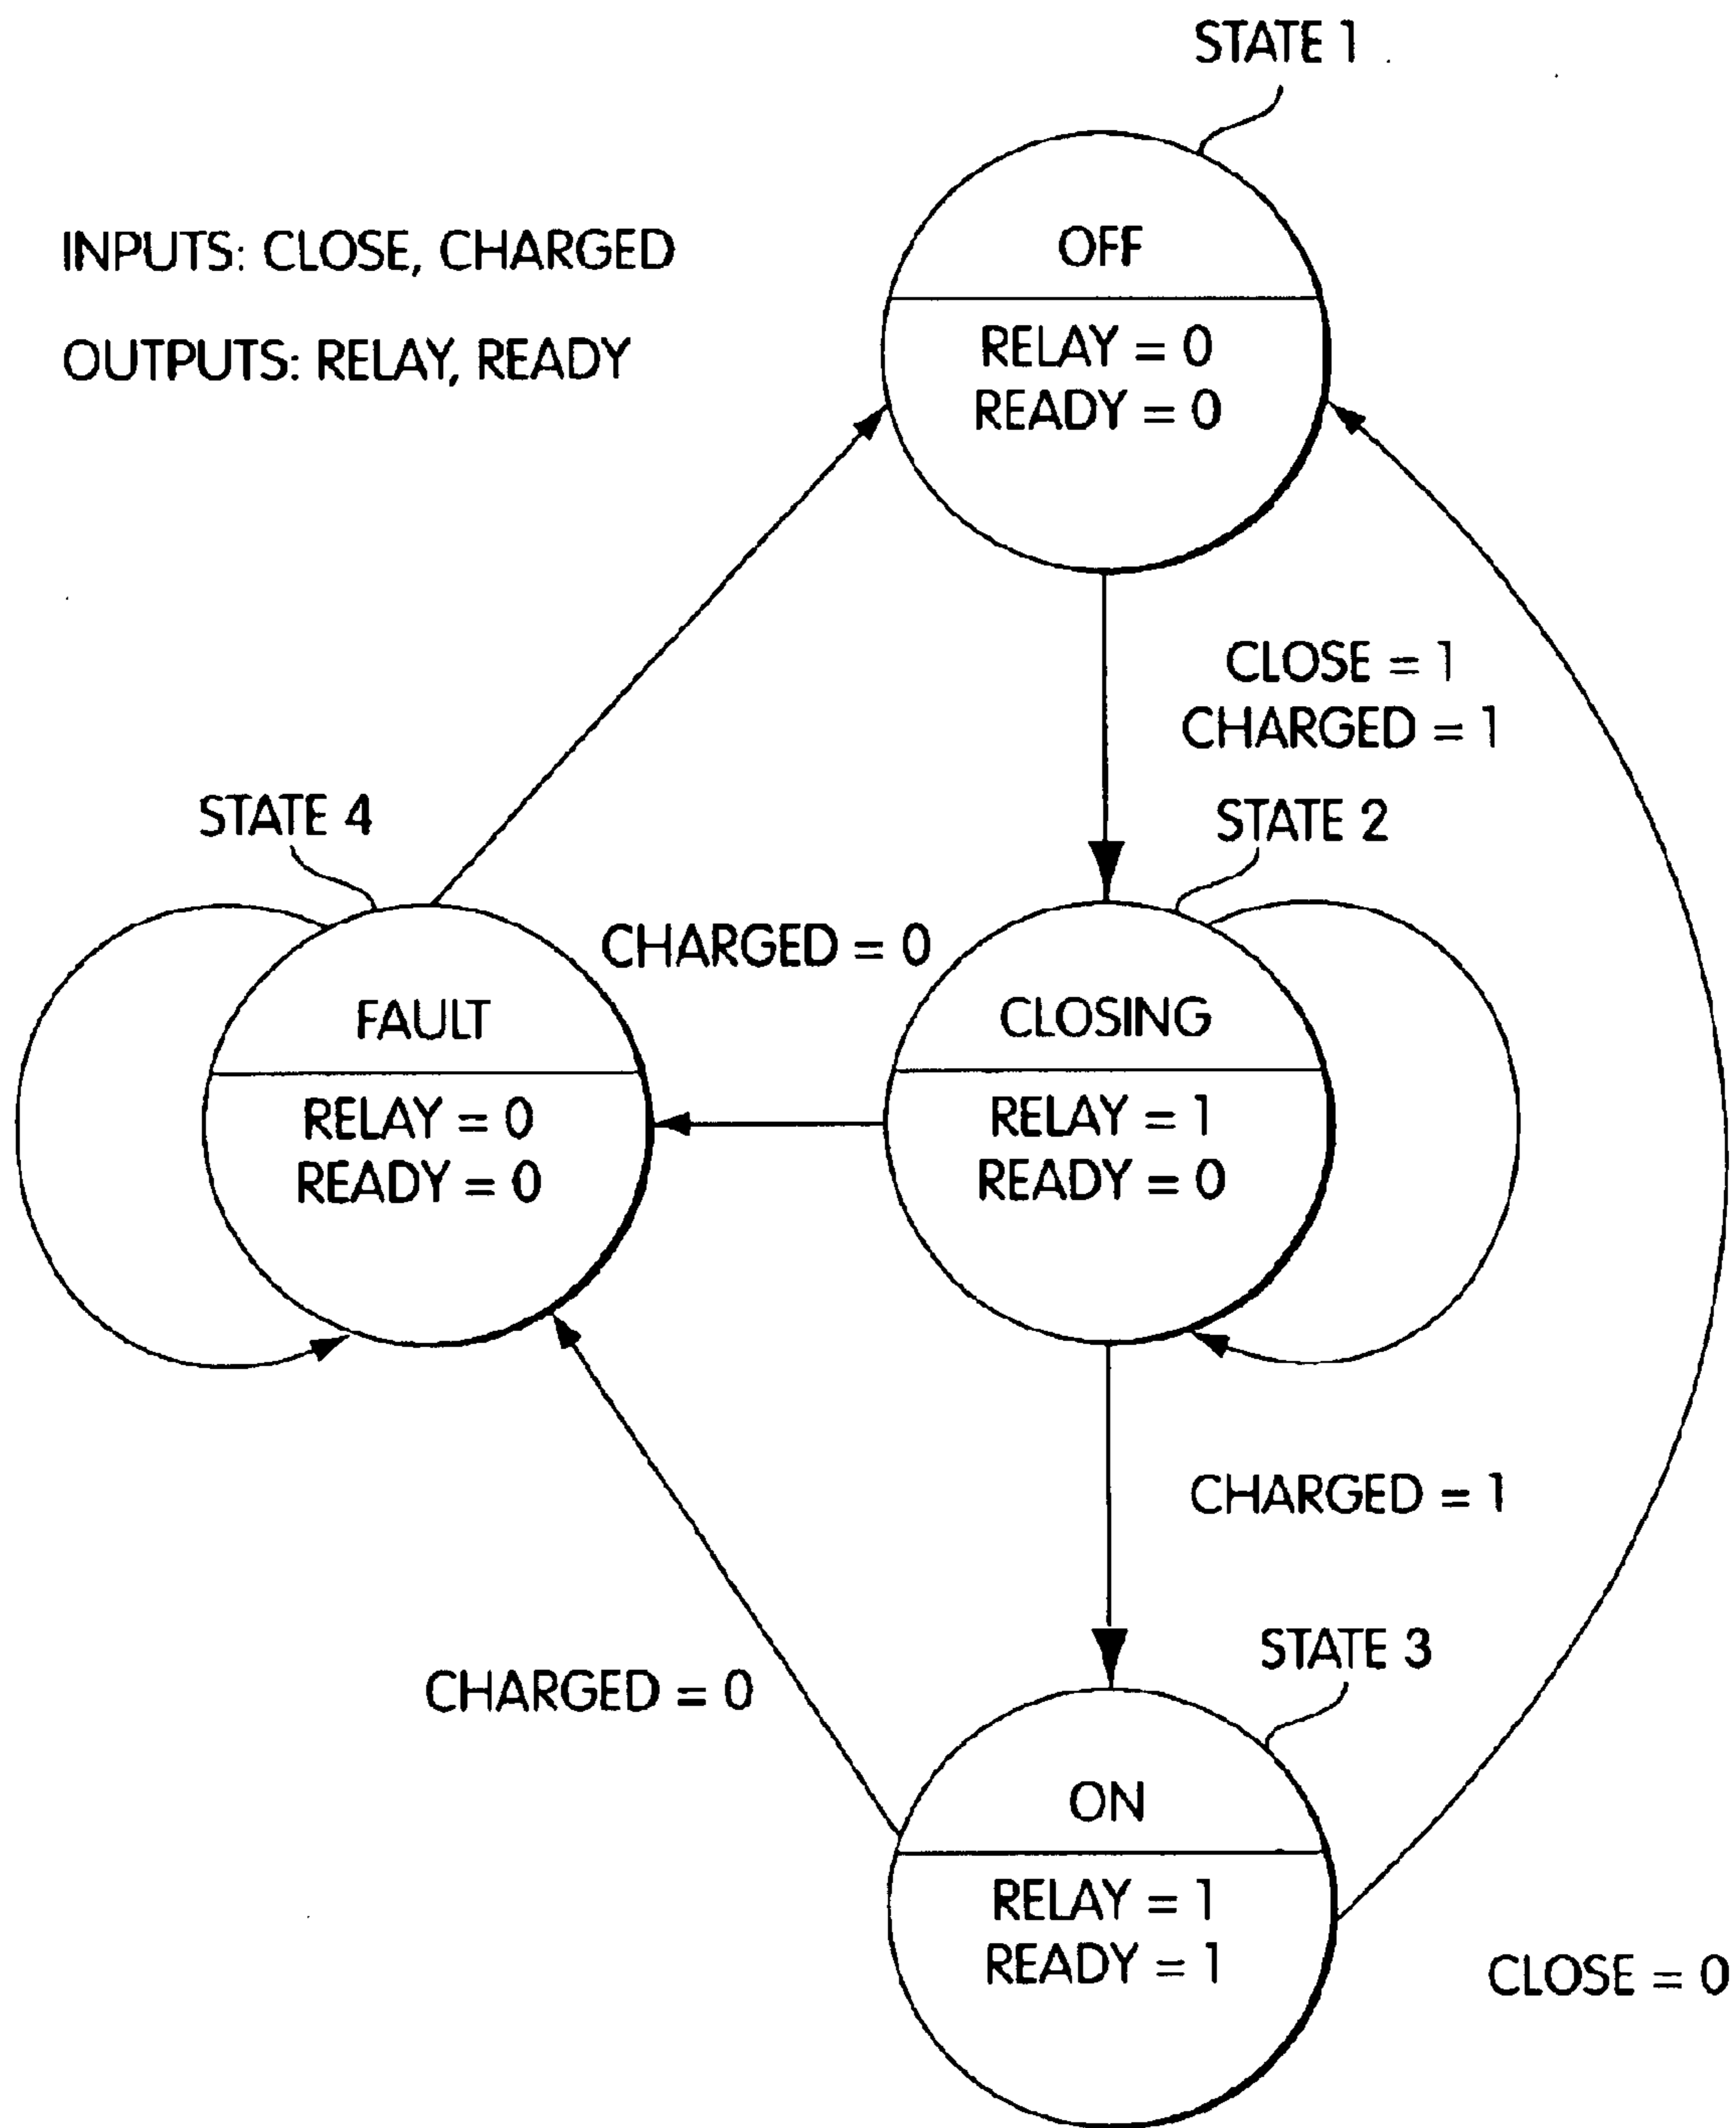 STATE 1
INPUTS: CLOSE, CHARGED
OUTPUTS: RELAY, READY
OFF
RELAY = 0
READY = 0
CLOSE = 1
CHARGED = 1
STATE 4
STATE 2
CHARGED = 0
FAULT
RELAY = 0
READY = 0
CLOSING
RELAY = 1
READY = 0
CHARGED = 1
STATE 3
CHARGED = 0
ON
RELAY = 1
READY = 1
CLOSE = 0